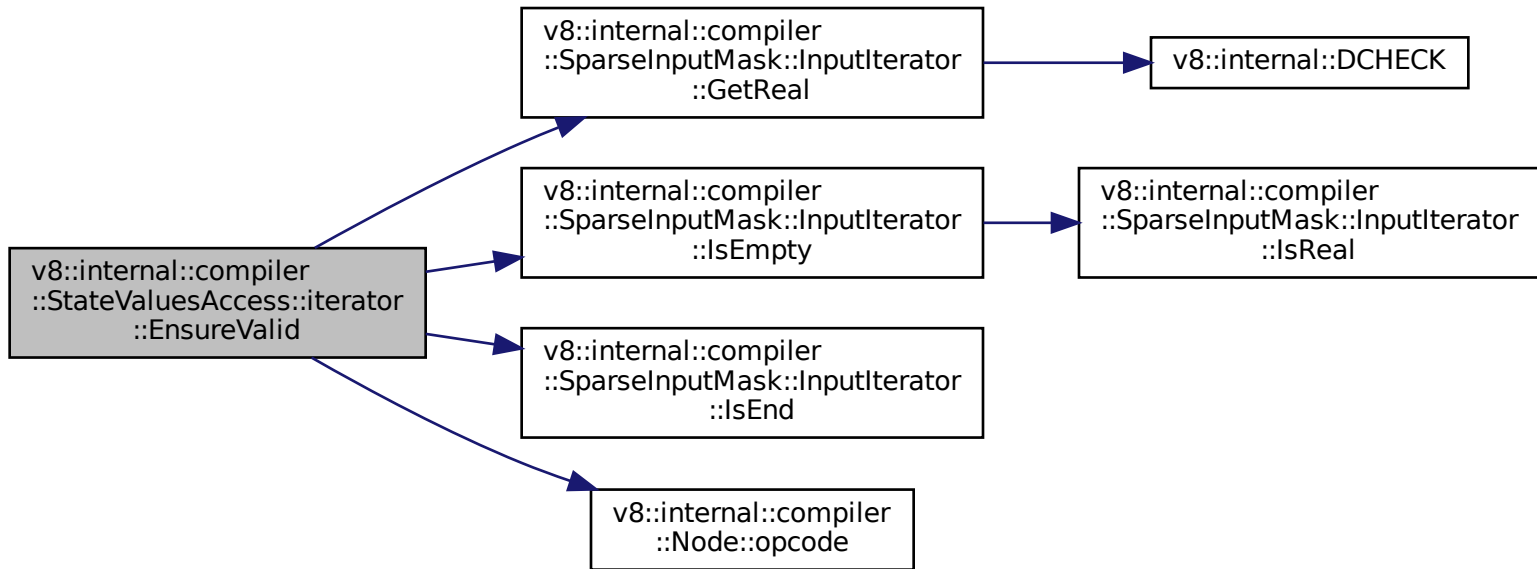 v8::internal::compiler
::StateValuesAccess::iterator
::EnsureValid
v8::internal::compiler
::SparseInputMask::InputIterator
::GetReal
v8::internal::DCHECK
v8::internal::compiler
::SparseInputMask::InputIterator
::IsEmpty
v8::internal::compiler
::SparseInputMask::InputIterator
::IsReal
v8::internal::compiler
::SparseInputMask::InputIterator
::IsEnd
v8::internal::compiler
::Node::opcode